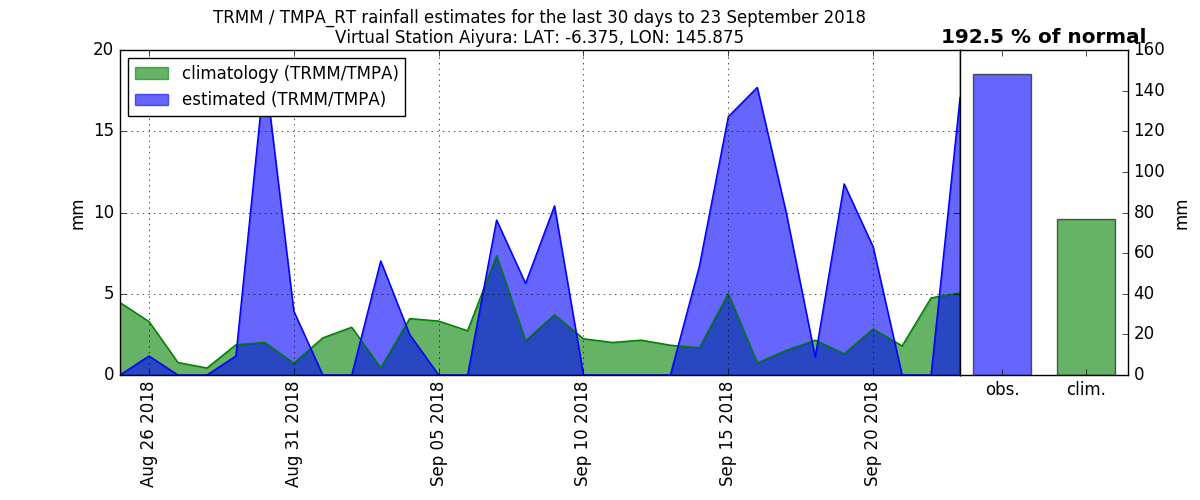 TRMM / TMPA_RT rainfall estimates for the last 30 days to 23 September 2018
Virtual Station Aiyura: LAT: -6.375, LON: 145.875
192.5 % of normal
climatology (TRMM/TMPA)
estimated (TRMM/TMPA)
20
15
10
5
0
mm
Aug 26 2018
Aug 31 2018
Sep 05 2018
Sep 10 2018
Sep 15 2018
Sep 20 2018
obs.
clim.
160
140
120
100
80
60
40
20
0
mm